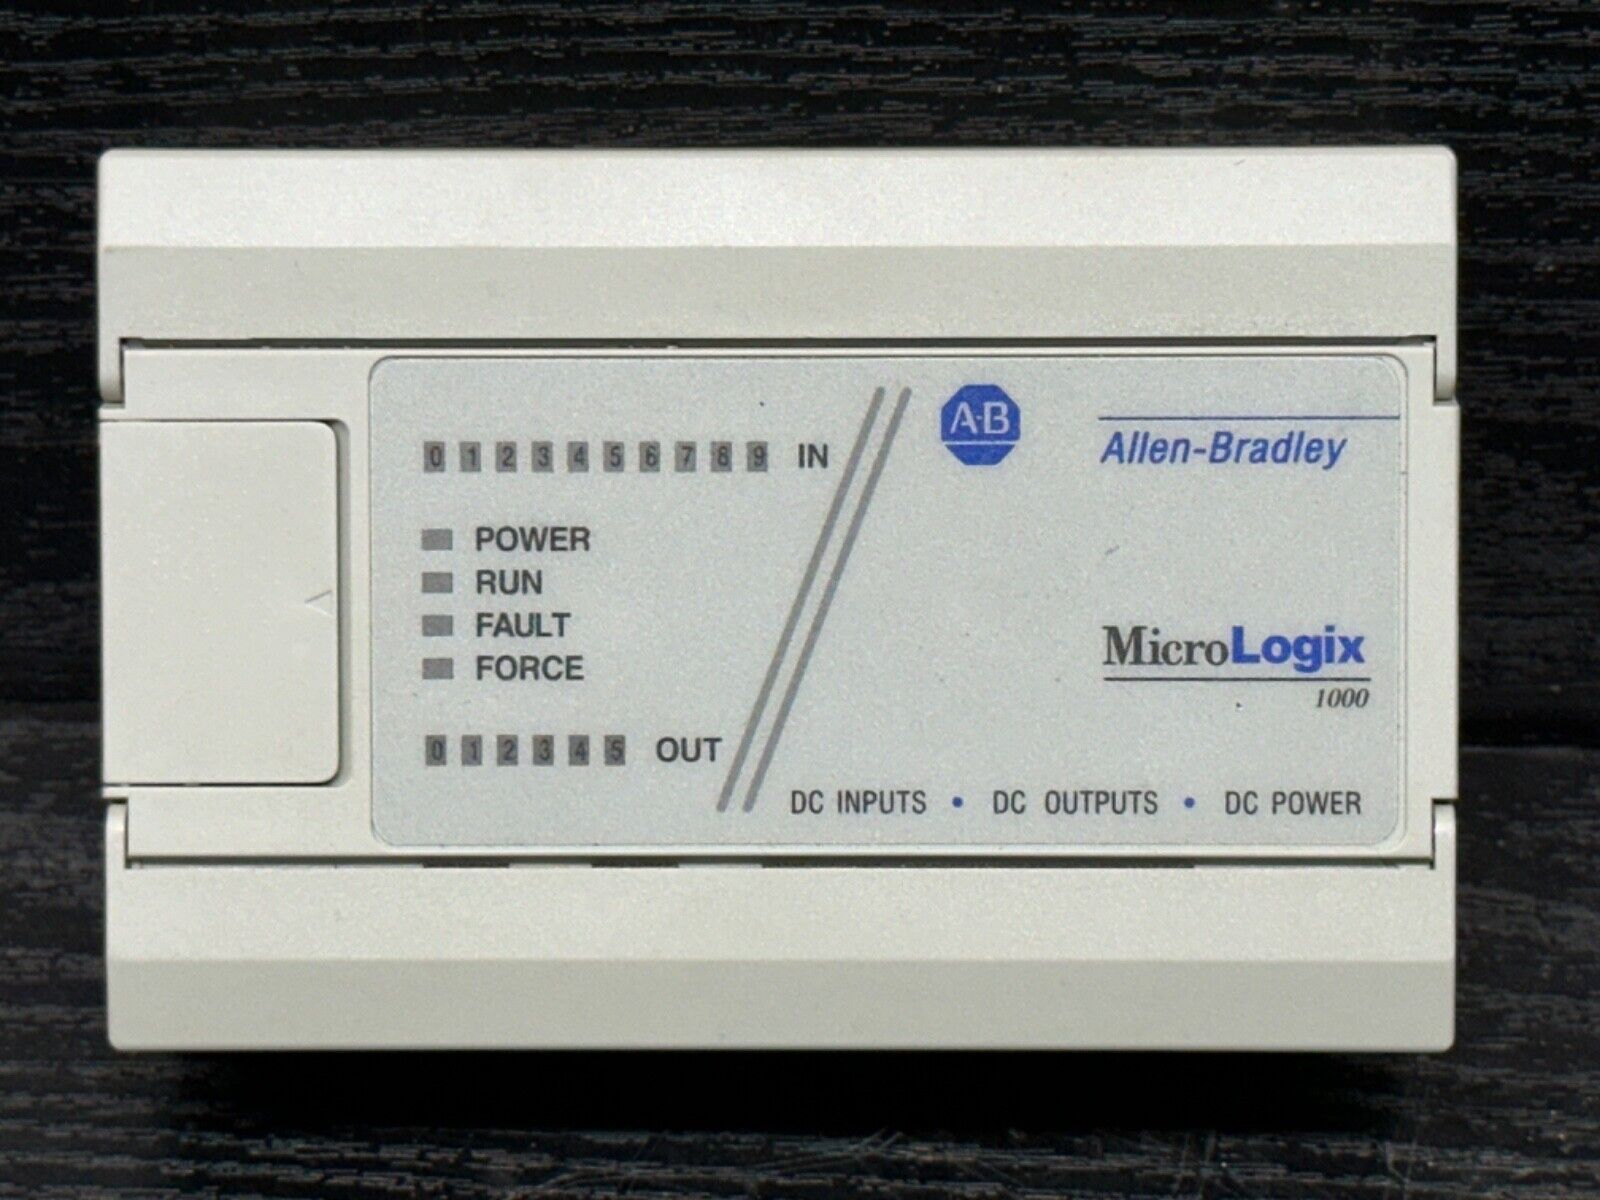 0 1 2 3 4 5 6 7 8 9 IN
A-B
Allen-Bradley
POWER
RUN
FAULT
FORCE
MicroLogix
1000
0 1 2 3 4 5 OUT
DC INPUTS • DC OUTPUTS • DC POWER